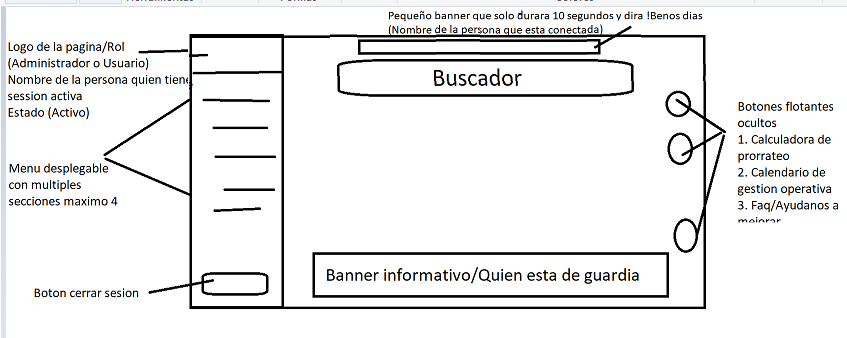 Pequeño banner que solo durara 10 segundos y dira !Benos dias
(Nombre de la persona que esta conectada)
Logo de la pagina/Rol
(Administrador o Usuario)
Nombre de la persona quien tiene
session activa
Estado (Activo)
Buscador
Botones flotantes
ocultos
1. Calculadora de
prorrateo
2. Calendario de
gestion operativa
3. Faq/Ayudanos a
mejorar
Menu desplegable
con multiples
secciones maximo 4
Banner informativo/Quien esta de guardia
Boton cerrar sesion